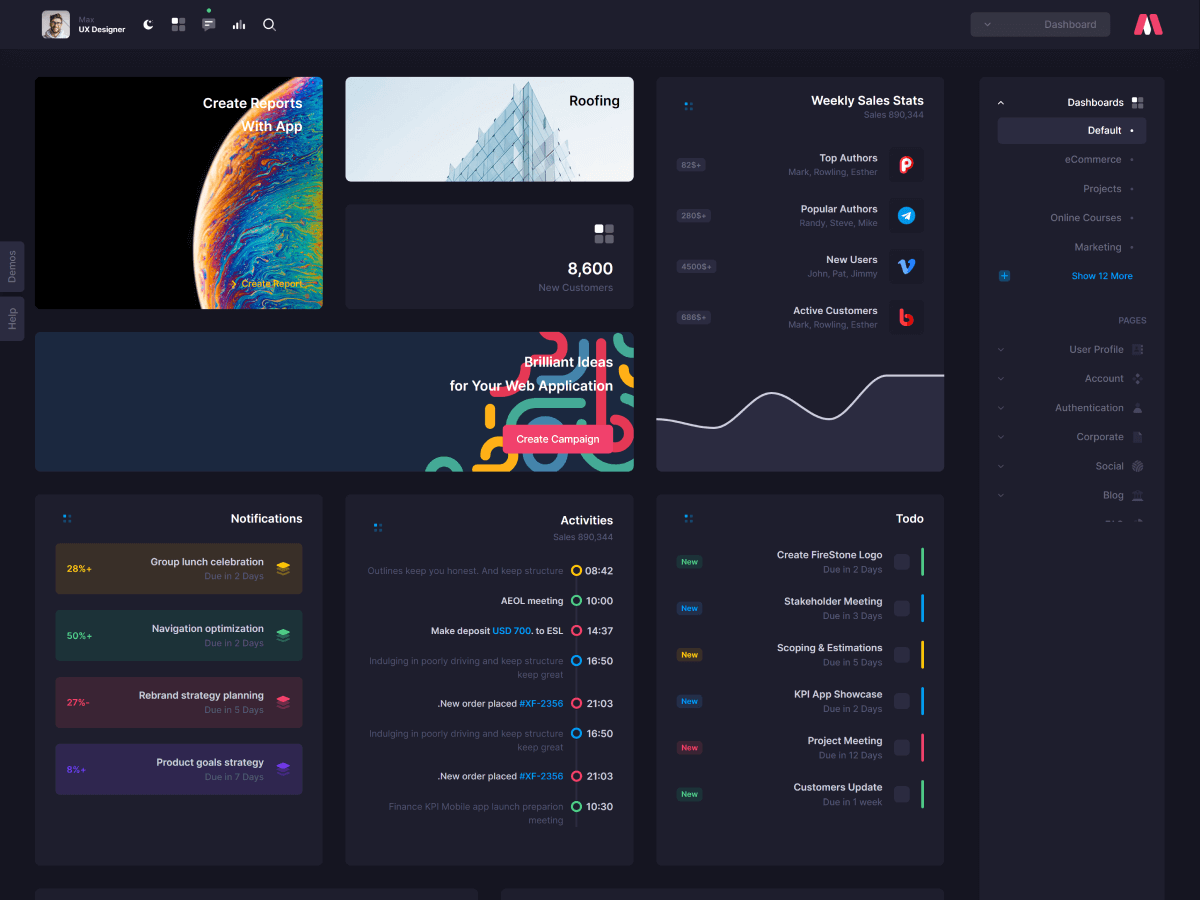 Max
UX Designer
Dashboard
Demos
Help
Create Reports
With App
Create Report
Roofing
8,600
New Customers
Brilliant Ideas
for Your Web Application
Create Campaign
Weekly Sales Stats
Sales 890,344
Top Authors
Mark, Rowling, Esther
82$+
Popular Authors
Randy, Steve, Mike
280$+
New Users
John, Pat, Jimmy
4500$+
Active Customers
Mark, Rowling, Esther
686$+
Dashboards
Default
eCommerce
Projects
Online Courses
Marketing
Show 12 More
PAGES
User Profile
Account
Authentication
Corporate
Social
Blog
Notifications
Group lunch celebration
Due in 2 Days
28%+
Navigation optimization
Due in 2 Days
50%+
Rebrand strategy planning
Due in 5 Days
27%-
Product goals strategy
Due in 7 Days
8%+
Activities
Sales 890,344
08:42 Outlines keep you honest. And keep structure
10:00 AEOL meeting
14:37 Make deposit USD 700. to ESL
16:50 Indulging in poorly driving and keep structure
keep great
21:03 .New order placed #XF-2356
16:50 Indulging in poorly driving and keep structure
keep great
21:03 .New order placed #XF-2356
10:30 Finance KPI Mobile app launch preparion
meeting
Todo
Create FireStone Logo
Due in 2 Days
New
Stakeholder Meeting
Due in 3 Days
New
Scoping & Estimations
Due in 5 Days
New
KPI App Showcase
Due in 2 Days
New
Project Meeting
Due in 12 Days
New
Customers Update
Due in 1 week
New